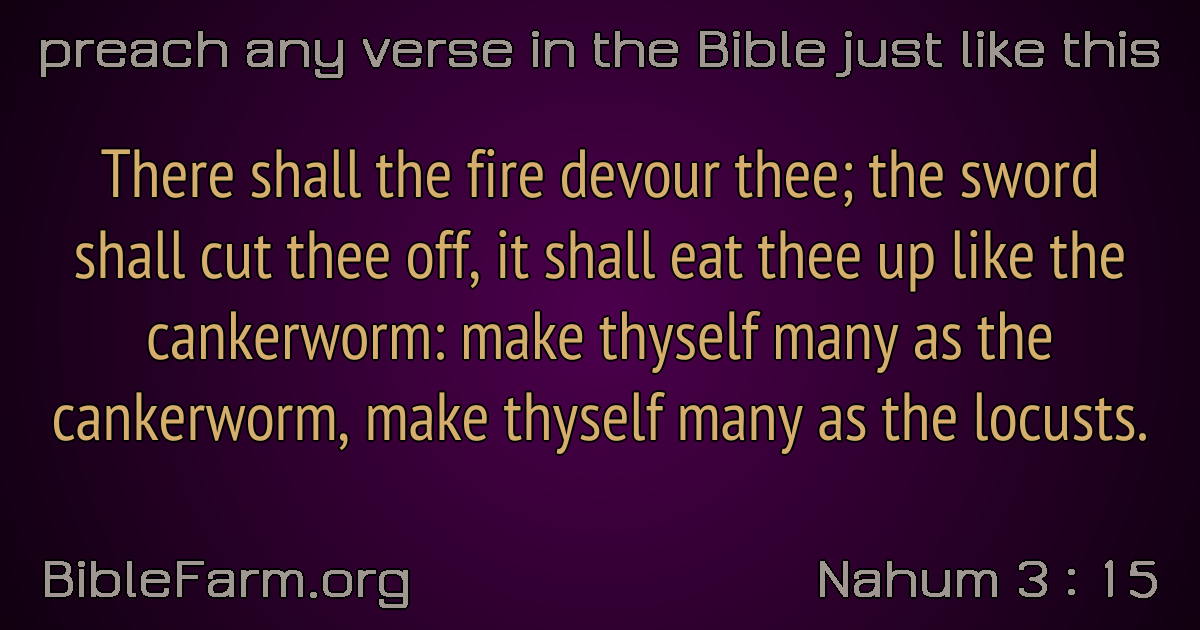 preach any verse in the Bible just like this
There shall the fire devour thee; the sword
shall cut thee off, it shall eat thee up like the
cankerworm: make thyself many as the
cankerworm, make thyself many as the locusts.
BibleFarm.org
Nahum 3 : 15